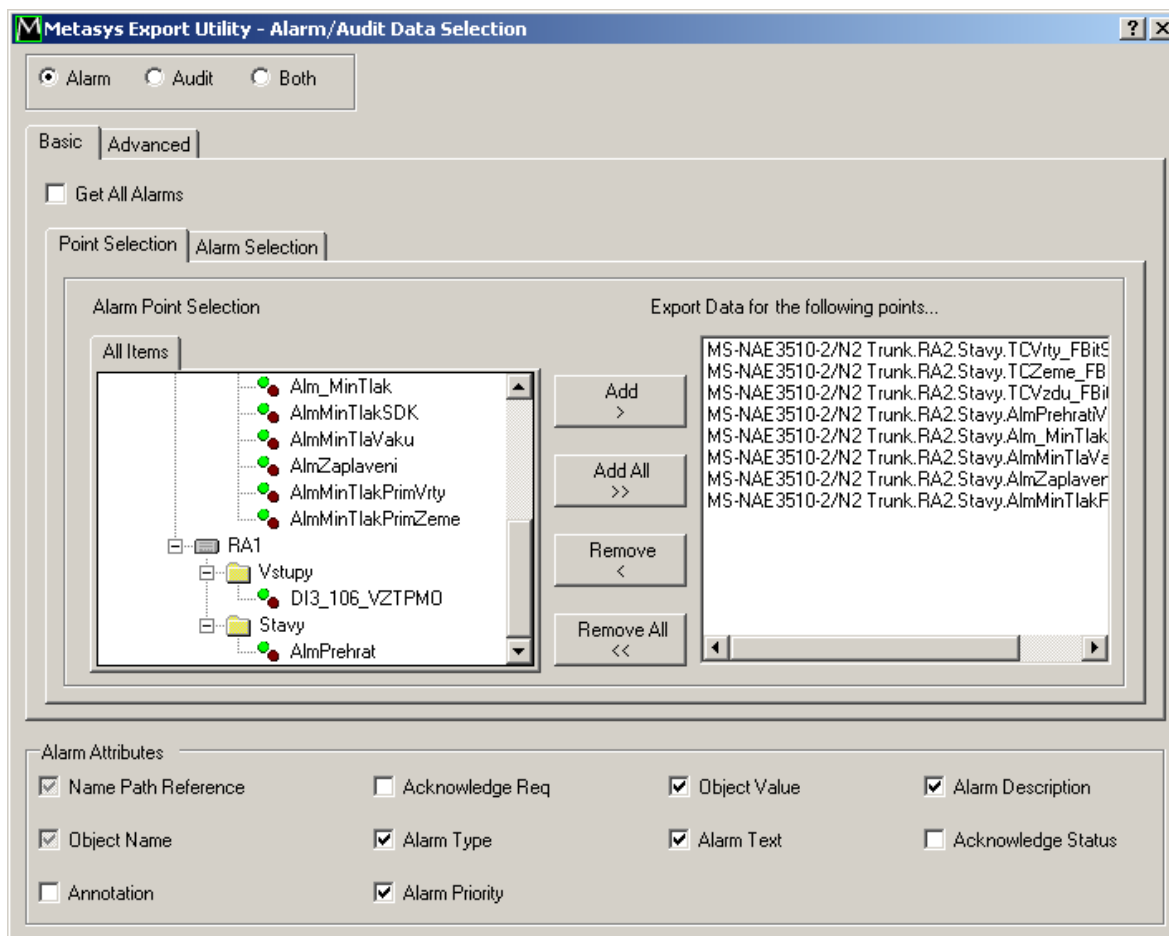 Metasys Export Utility - Alarm/Audit Data Selection
Alarm Audit Both
Basic Advanced
Get All Alarms
Point Selection Alarm Selection
Alarm Point Selection
Export Data for the following points...
All Items
Alm_MinTlak
AlmMinTlakSDK
AlmMinTlaVaku
AlmZaplaveni
AlmMinTlakPrimVrty
AlmMinTlakPrimZeme
RA1
Vstupy
DI3_106_VZTPMO
Stavy
AlmPrehrat
Add
>
Add All
>>
Remove
<
Remove All
<<
MS-NAE3510-2/N2 Trunk.RA2.Stavy.TCVrty_FBitS
MS-NAE3510-2/N2 Trunk.RA2.Stavy.TCZeme_FB
MS-NAE3510-2/N2 Trunk.RA2.Stavy.TCVzdu_FBit
MS-NAE3510-2/N2 Trunk.RA2.Stavy.AlmPrehratiV
MS-NAE3510-2/N2 Trunk.RA2.Stavy.Alm_MinTlak
MS-NAE3510-2/N2 Trunk.RA2.Stavy.AlmMinTlaVa
MS-NAE3510-2/N2 Trunk.RA2.Stavy.AlmZaplaven
MS-NAE3510-2/N2 Trunk.RA2.Stavy.AlmMinTlakP
Alarm Attributes
Name Path Reference Acknowledge Req Object Value Alarm Description
Object Name Alarm Type Alarm Text Acknowledge Status
Annotation Alarm Priority